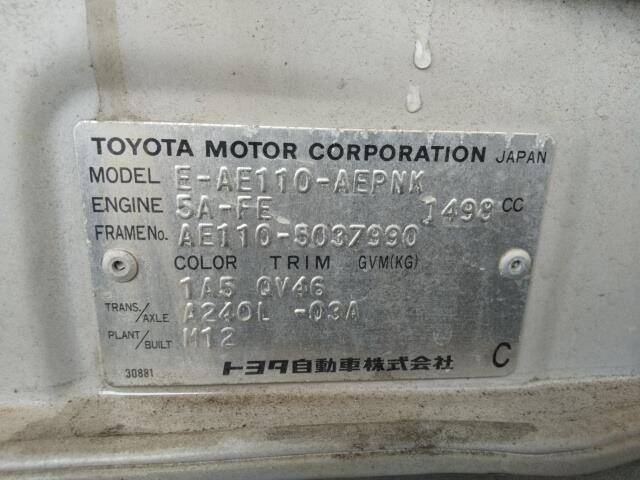 TOYOTA MOTOR CORPORATION JAPAN
MODEL E-AE110-AEPNK
ENGINE 5A-FE 1498 CC
FRAME No. AE110-5037990
COLOR TRIM GVM(KG)
1A5 QV46
TRANS./AXLE A240L -03A
PLANT/BUILT M12
30881 トヨタ自動車株式会社 C